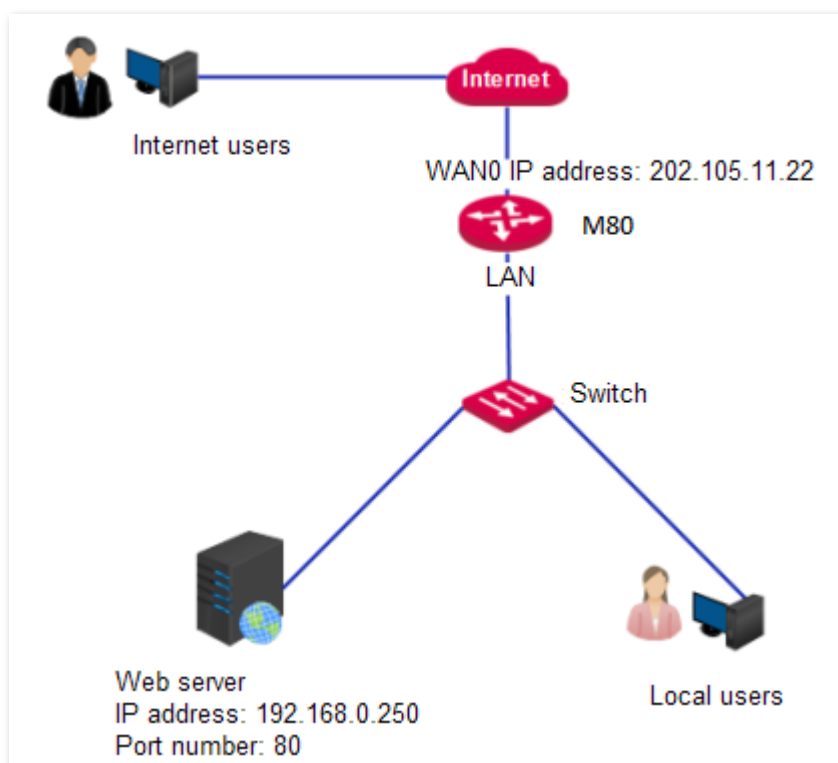 Internet
Internet users
WAN0 IP address: 202.105.11.22
M80
LAN
Switch
Web server
IP address: 192.168.0.250
Port number: 80
Local users